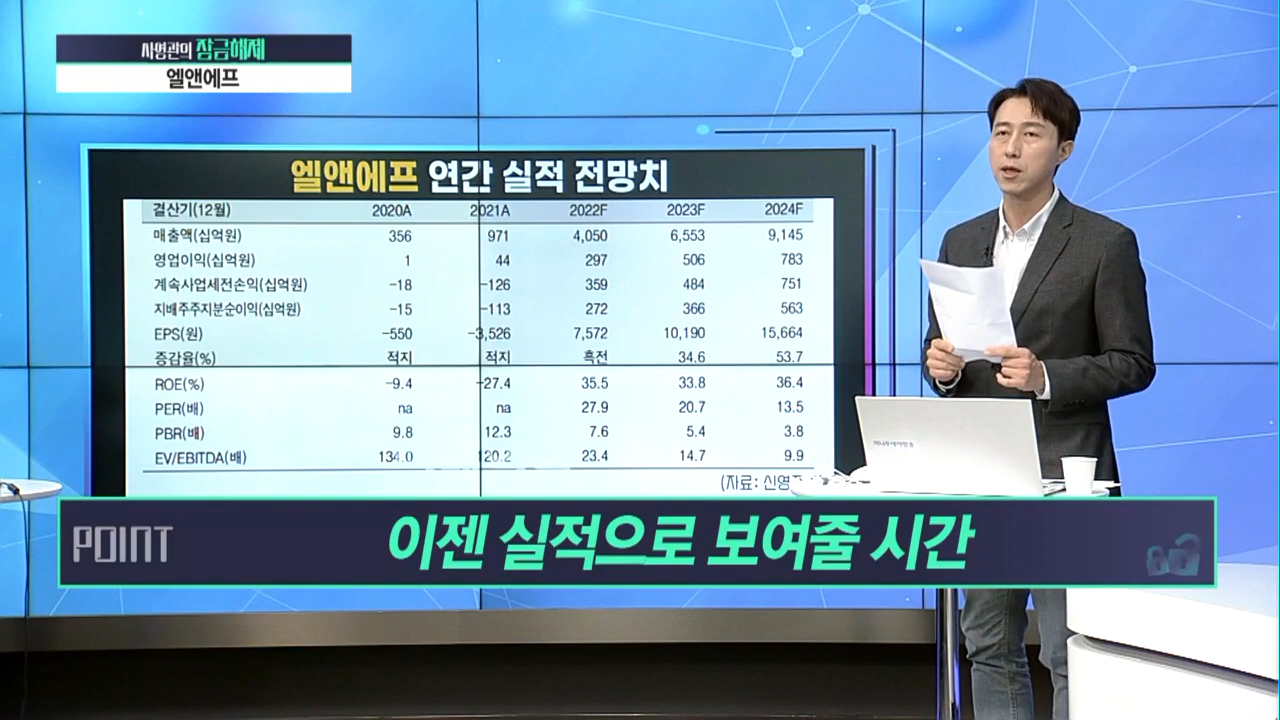 사영관의 잠금해제
엘앤에프
엘앤에프 연간 실적 전망치
결산기(12월) 2020A 2021A 2022F 2023F 2024F
매출액(십억원) 356 971 4,050 6,553 9,145
영업이익(십억원) 1 44 297 506 783
계속사업세전손익(십억원) -18 -126 359 484 751
지배주주지분순이익(십억원) -15 -113 272 366 563
EPS(원) -550 -3,526 7,572 10,190 15,664
증감율(%) 적지 적지 흑전 34.6 53.7
ROE(%) -9.4 -27.4 35.5 33.8 36.4
PER(배) na na 27.9 20.7 13.5
PBR(배) 9.8 12.3 7.6 5.4 3.8
EV/EBITDA(배) 134.0 120.2 23.4 14.7 9.9
(자료: 신영
머니투데이방송
POINT 이젠 실적으로 보여줄 시간